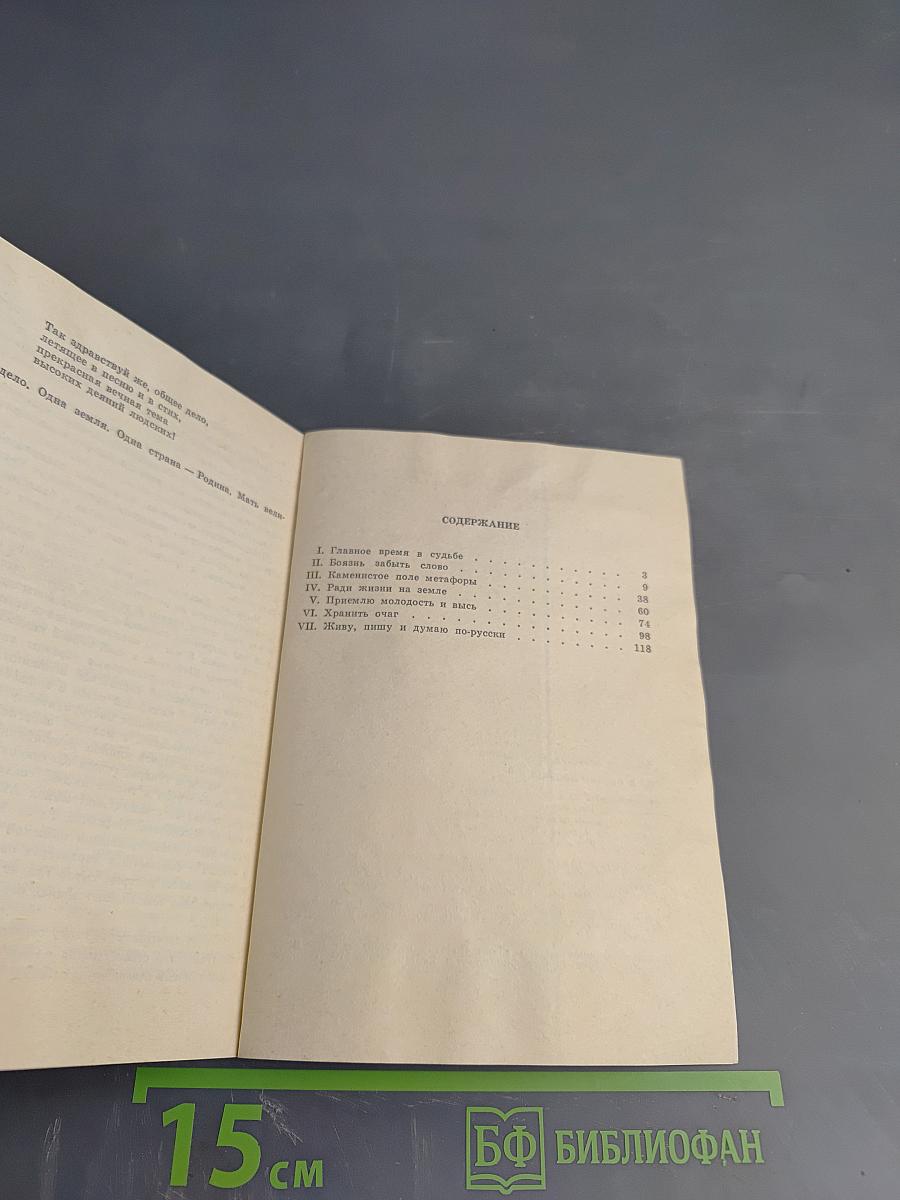 Так здравствуй же, общее дело,
летящее в песню и в стих,
прекрасная вечная тема
высоких деяний людских!
дело. Одна земля. Одна страна — Родина. Мать вели-
СОДЕРЖАНИЕ
I. Главное время в судьбе . . . . . . . . . . 3
II. Боязнь забыть слово . . . . . . . . . . 9
III. Каменистое поле метафоры . . . . . . . . . 38
IV. Ради жизни на земле . . . . . . . . . . 60
V. Приемлю молодость и высь . . . . . . . . . 74
VI. Хранить очаг . . . . . . . . . . . . 98
VII. Живу, пишу и думаю по-русски . . . . . . . . 118
15 см
БФ БИБЛИОФАН